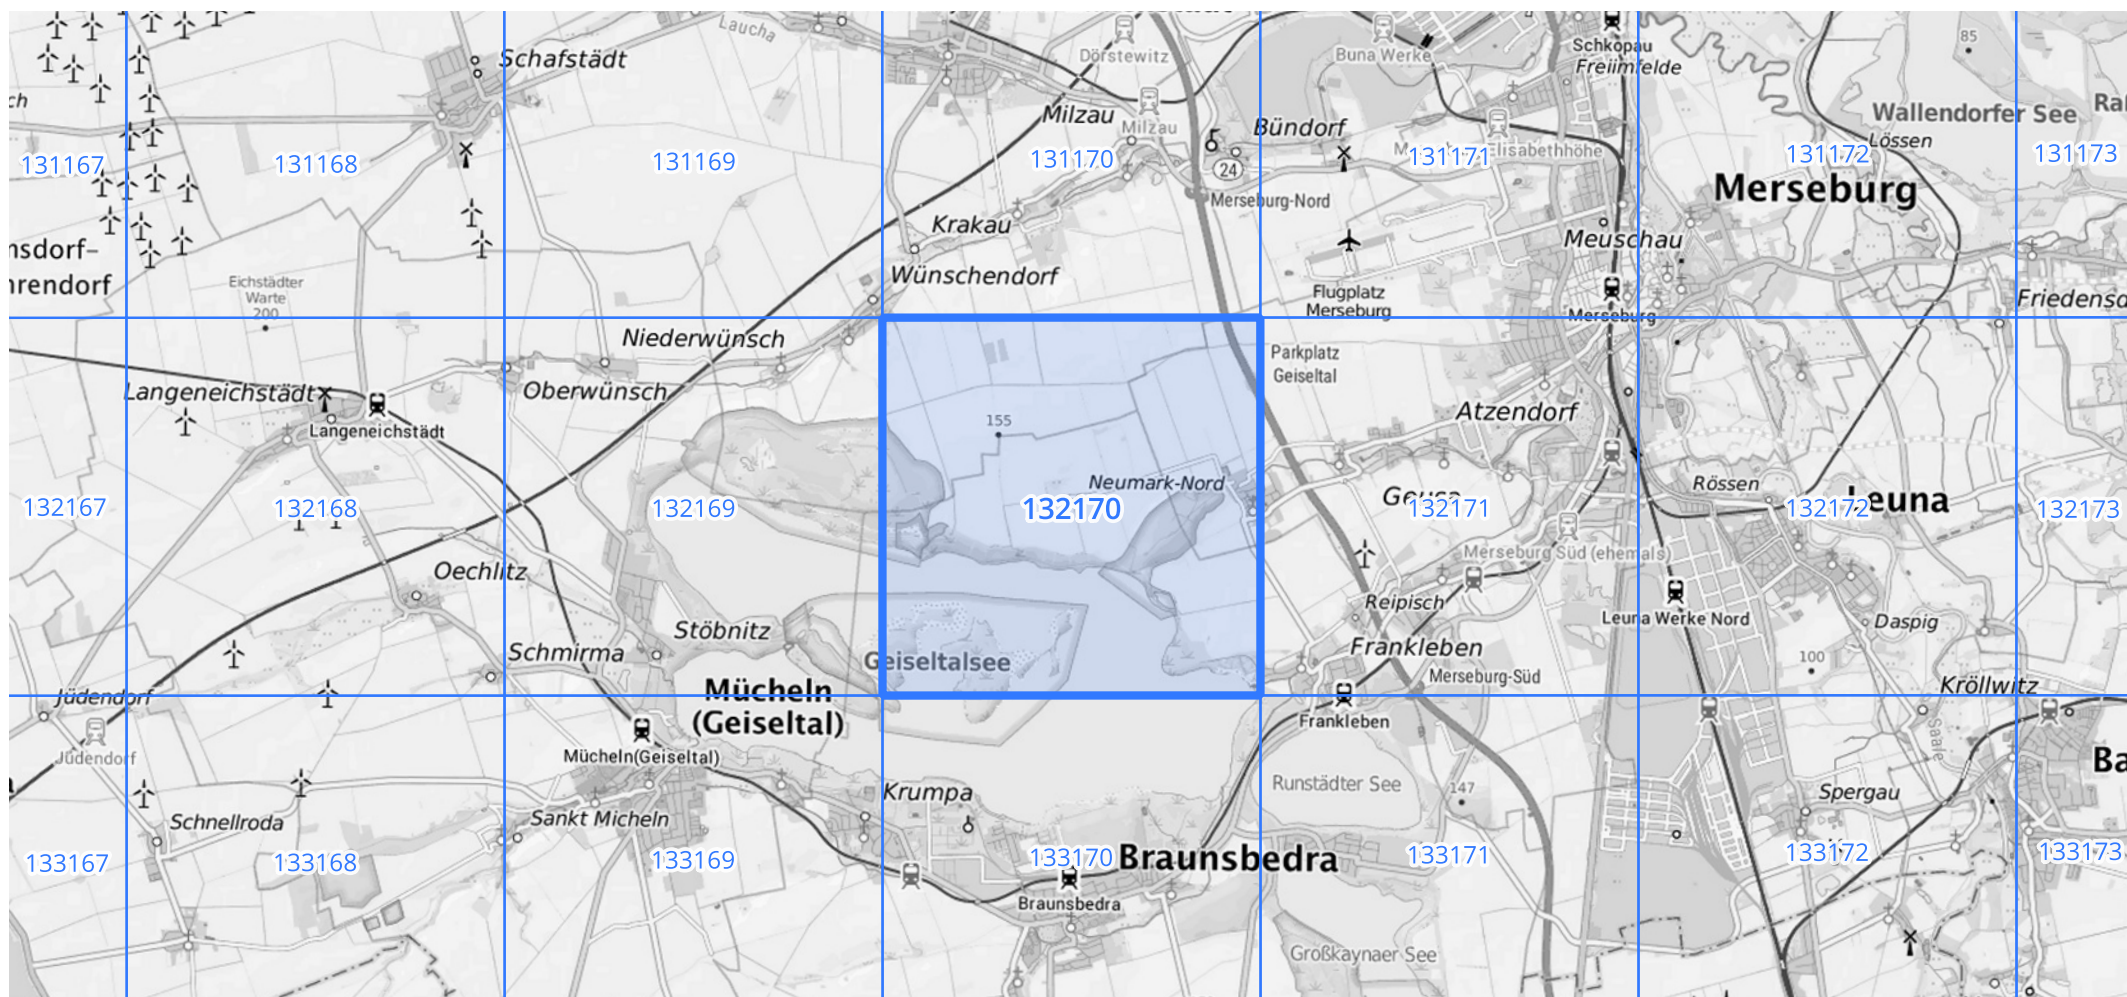 Laucha
Dörstewitz
Buna Werke
Schkopau
Freiimfelde
85
Schafstädt
Milzau
Milzau
Bündorf
Wallendorfer See
Lössen
131167
131168
131169
131170
24
131171
Elisabethhöhe
131172
131173
Merseburg-Nord
Merseburg
Krakau
Meuschau
msdorf–
hrendorf
Eichstädter
Warte
200
Wünschendorf
Flugplatz
Merseburg
Merseburg
Niederwünsch
Parkplatz
Geiseltal
Langeneichstädt
Oberwünsch
Langeneichstädt
155
Atzendorf
Neumark-Nord
Rössen
132167
132168
132169
132170
Geusa
132171
132172
Leuna
132173
Merseburg Süd (ehemals)
Oechlitz
Reipisch
Leuna Werke Nord
Daspig
Stöbnitz
Schmirma
Geiseltalsee
Frankleben
100
Merseburg-Süd
Kröllwitz
Jüdendorf
Jüdendorf
Mücheln
(Geiseltal)
Frankleben
Saale
Mücheln(Geiseltal)
Runstädter See
147
Krumpa
Spergau
Ba
Schnellroda
Sankt Micheln
133167
133168
133169
133170
Braunsbedra
133171
133172
133173
Braunsbedra
Großkaynaer See